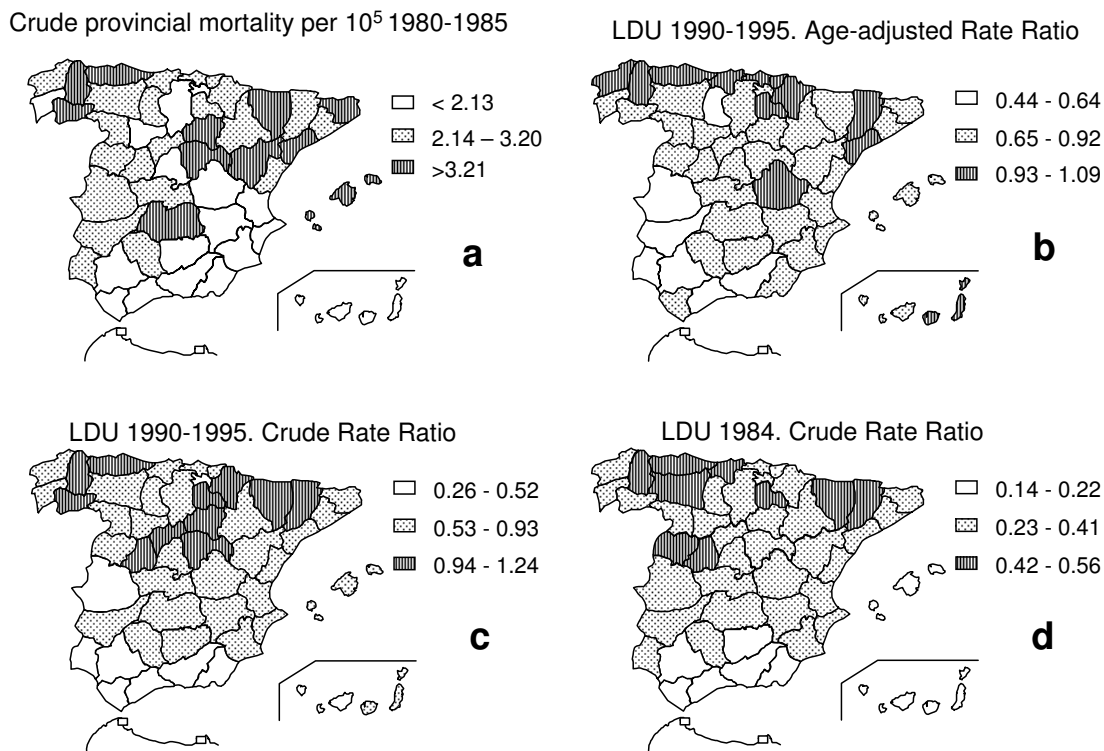 Crude provincial mortality per 10⁵ 1980-1985
< 2.13
2.14 – 3.20
>3.21
a
LDU 1990-1995. Age-adjusted Rate Ratio
0.44 - 0.64
0.65 - 0.92
0.93 - 1.09
b
LDU 1990-1995. Crude Rate Ratio
0.26 - 0.52
0.53 - 0.93
0.94 - 1.24
c
LDU 1984. Crude Rate Ratio
0.14 - 0.22
0.23 - 0.41
0.42 - 0.56
d